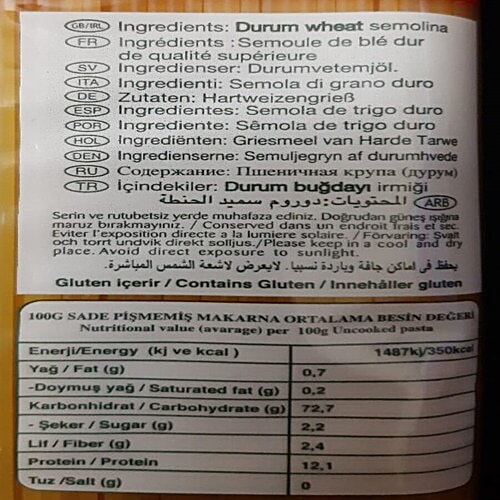 GB/IRL Ingredients: Durum wheat semolina
FR Ingrédients :Semoule de blé dur
de qualité supérieure
SV Ingredienser: Durumvetemjöl.
ITA Ingredienti: Semola di grano duro
DE Zutaten: Hartweizengrieß
ESP Ingredientes: Semola de trigo duro
POR Ingrediente: Sêmola de trigo duro
HOL Ingrediënten: Griesmeel van Harde Tarwe
DEN Ingredienserne: Semuljegryn af durumhvede
RU Содержание: Пшеничная крупа (дурум)
TR İçindekiler: Durum buğdayı irmiği
المحتويات: دوروم سميد الحنطة ARB
Serin ve rutubetsiz yerde muhafaza ediniz. Doğrudan güneş ışığına
maruz bırakmayınız. / Conserved dans un endroit frais et sec.
Eviter l'exposition directe a la lumiere solaire. / Förvaring: Svalt
och torrt undvik direkt solljus./Please keep in a cool and dry
place. Avoid direct exposure to sunlight.
يحفظ في اماكن جافة وباردة نسبيا. لايعرض لاشعة الشمس المباشرة.
Gluten içerir / Contains Gluten / Innehåller gluten
100G SADE PİŞMEMİŞ MAKARNA ORTALAMA BESİN DEĞERİ
Nutritional value (avarage) per 100g Uncooked pasta
Enerji/Energy (kj ve kcal ) 1487kj/350kcal
Yağ / Fat (g) 0,7
-Doymuş yağ / Saturated fat (g) 0,2
Karbonhidrat / Carbohydrate (g) 72,7
- Şeker / Sugar (g) 2,2
Lif / Fiber (g) 2,4
Protein / Protein 12,1
Tuz /Salt (g) 0